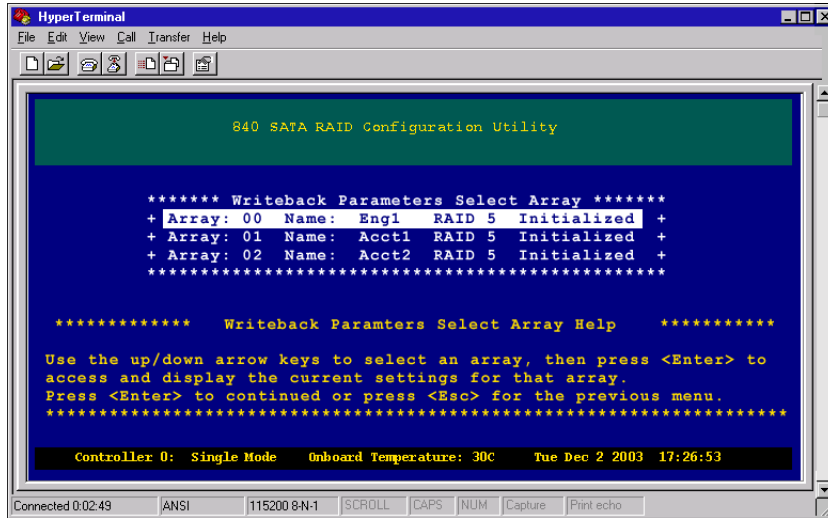 HyperTerminal
File Edit View Call Transfer Help
840 SATA RAID Configuration Utility
******* Writeback Parameters Select Array *******
+ Array: 00 Name: Eng1 RAID 5 Initialized +
+ Array: 01 Name: Acct1 RAID 5 Initialized +
+ Array: 02 Name: Acct2 RAID 5 Initialized +
*************************************************
************* Writeback Paramters Select Array Help ***********
Use the up/down arrow keys to select an array, then press <Enter> to
access and display the current settings for that array.
Press <Enter> to continued or press <Esc> for the previous menu.
**********************************************************************
Controller 0: Single Mode Onboard Temperature: 30C Tue Dec 2 2003 17:26:53
Connected 0:02:49 ANSI 115200 8-N-1 SCROLL CAPS NUM Capture Print echo